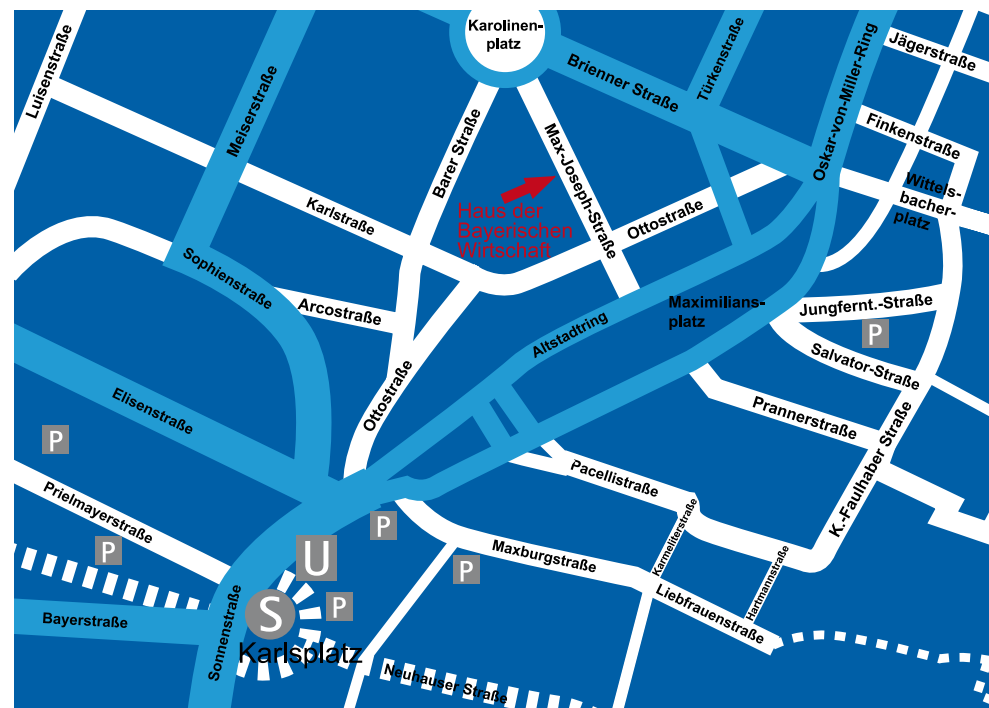 Karolinen-
platz
Jägerstraße
Luisenstraße
Meiserstraße
Brienner Straße
Türkenstraße
Oskar-von-Miller-Ring
Finkenstraße
Barer Straße
Max-Joseph-Straße
Wittels-
bacher-
platz
Karlstraße
Haus der
Bayerischen
Wirtschaft
Ottostraße
Sophienstraße
Arcostraße
Maximilians-
platz
Jungfernt.-Straße
P
Altstadtring
Salvator-Straße
Elisenstraße
Ottostraße
Prannerstraße
K.-Faulhaber Straße
P
Pacellistraße
Prielmayerstraße
P
P
U
Maxburgstraße
P
Karmeliterstraße
Hartmannstraße
Liebfrauenstraße
P
S
Bayerstraße
Sonnenstraße
Karlsplatz
Neuhauser Straße